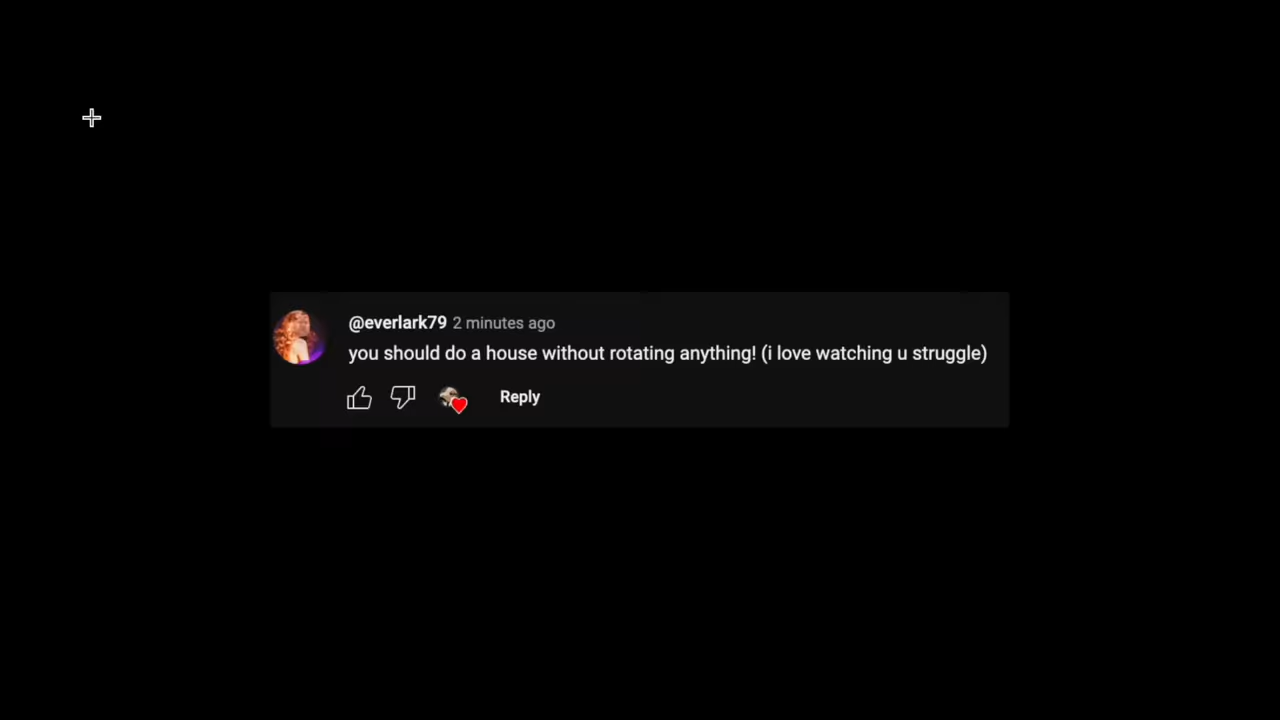 @everlark79 2 minutes ago
you should do a house without rotating anything! (i love watching u struggle)
Reply